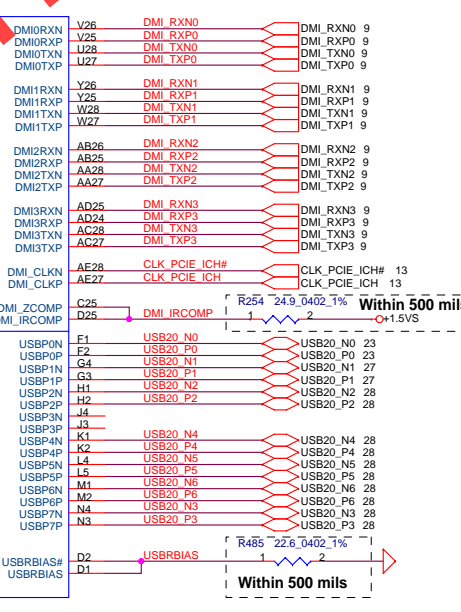 DMI0RXN V26 DMI_RXN0 DMI_RXN0 9
DMI0RXP V25 DMI_RXP0 DMI_RXP0 9
DMI0TXN U28 DMI_TXN0 DMI_TXN0 9
DMI0TXP U27 DMI_TXP0 DMI_TXP0 9
DMI1RXN Y26 DMI_RXN1 DMI_RXN1 9
DMI1RXP Y25 DMI_RXP1 DMI_RXP1 9
DMI1TXN W28 DMI_TXN1 DMI_TXN1 9
DMI1TXP W27 DMI_TXP1 DMI_TXP1 9
DMI2RXN AB26 DMI_RXN2 DMI_RXN2 9
DMI2RXP AB25 DMI_RXP2 DMI_RXP2 9
DMI2TXN AA28 DMI_TXN2 DMI_TXN2 9
DMI2TXP AA27 DMI_TXP2 DMI_TXP2 9
DMI3RXN AD25 DMI_RXN3 DMI_RXN3 9
DMI3RXP AD24 DMI_RXP3 DMI_RXP3 9
DMI3TXN AC28 DMI_TXN3 DMI_TXN3 9
DMI3TXP AC27 DMI_TXP3 DMI_TXP3 9
DMI_CLKN AE28 CLK_PCIE_ICH# CLK_PCIE_ICH# 13
DMI_CLKP AE27 CLK_PCIE_ICH CLK_PCIE_ICH 13
R254 24.9_0402_1% Within 500 mils
DMI_ZCOMP C25
DMI_IRCOMP D25 DMI_IRCOMP 1 2 +1.5VS
USBP0N F1 USB20_N0 USB20_N0 23
USBP0P F2 USB20_P0 USB20_P0 23
USBP1N G4 USB20_N1 USB20_N1 27
USBP1P G3 USB20_P1 USB20_P1 27
USBP2N H1 USB20_N2 USB20_N2 28
USBP2P H2 USB20_P2 USB20_P2 28
USBP3N J4
USBP3P J3
USBP4N K1 USB20_N4 USB20_N4 28
USBP4P K2 USB20_P4 USB20_P4 28
USBP5N L4 USB20_N5 USB20_N5 28
USBP5P L5 USB20_P5 USB20_P5 28
USBP6N M1 USB20_N6 USB20_N6 28
USBP6P M2 USB20_P6 USB20_P6 28
USBP7N N4 USB20_N3 USB20_N3 28
USBP7P N3 USB20_P3 USB20_P3 28
R485 22.6_0402_1%
USBRBIAS# D2 USBRBIAS 1 2
USBRBIAS D1
Within 500 mils